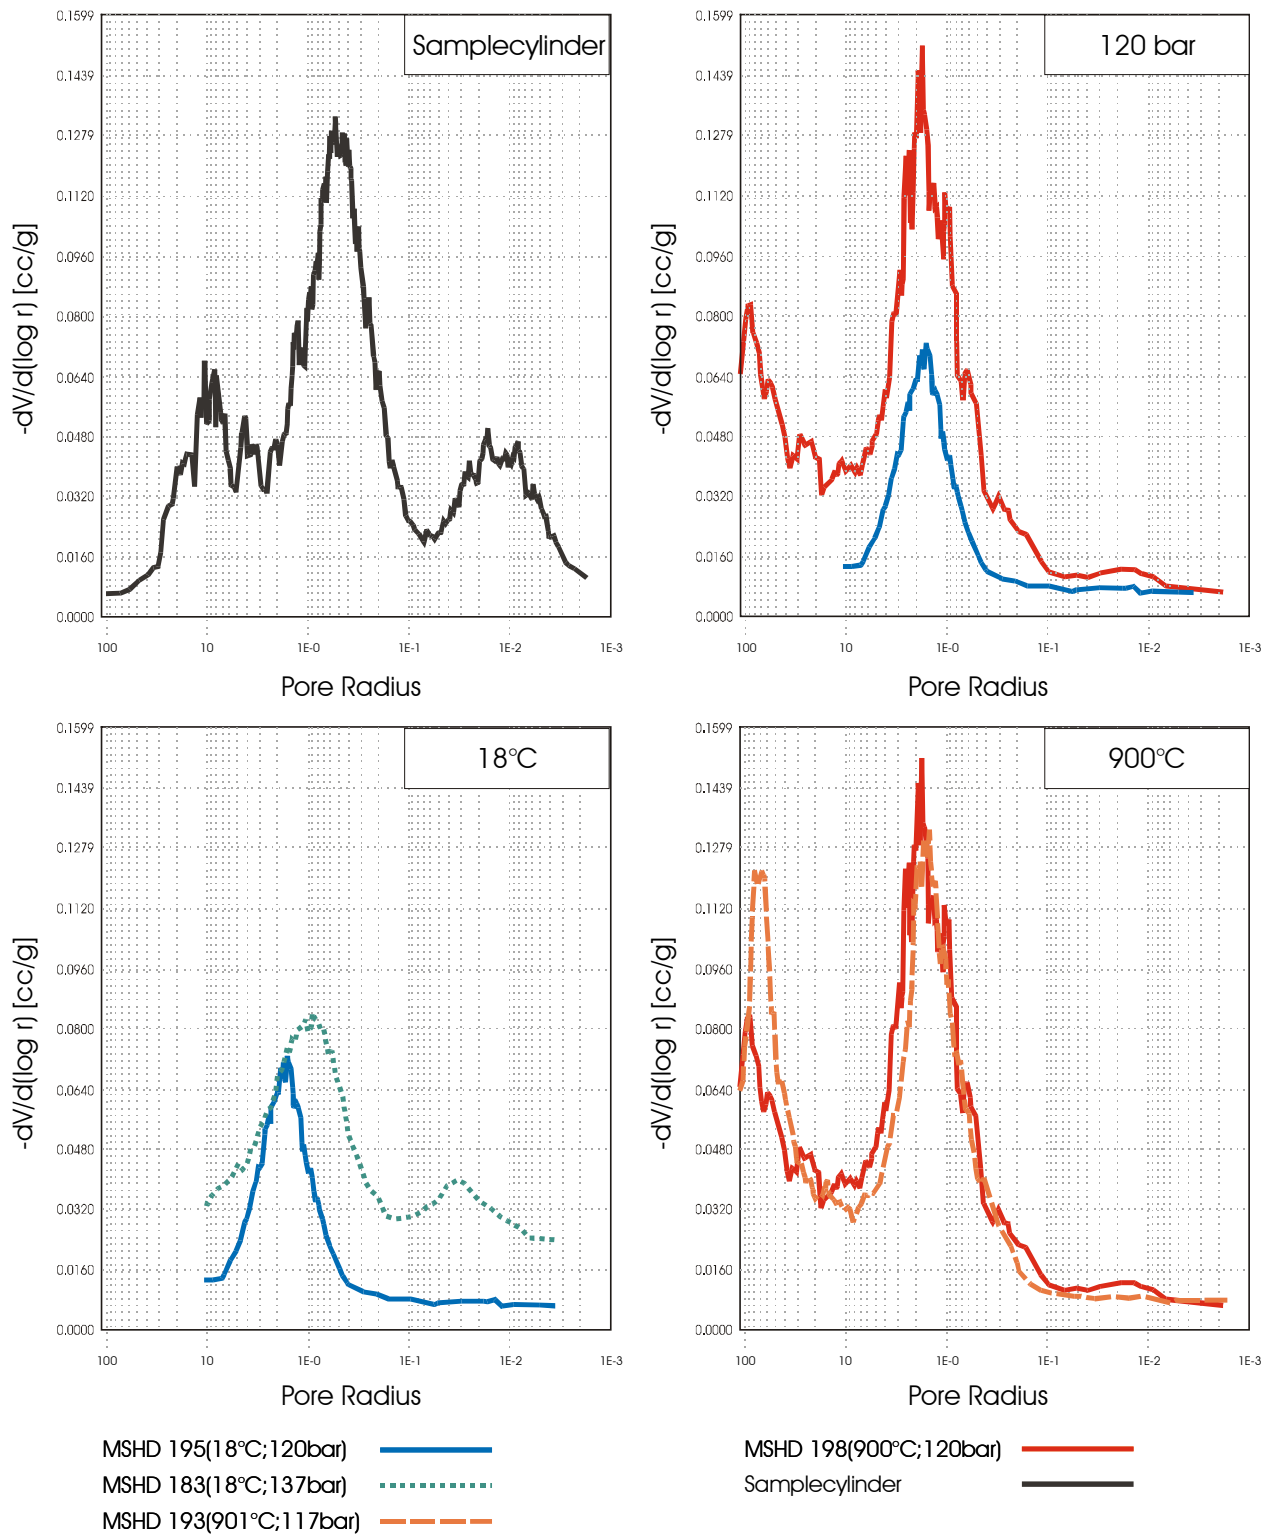 Samplecylinder
0.1599
0.1439
0.1279
0.1120
0.0960
0.0800
0.0640
0.0480
0.0320
0.0160
0.0000
-dV/d(log r) [cc/g]
100 10 1E-0 1E-1 1E-2 1E-3
Pore Radius
120 bar
0.1599
0.1439
0.1279
0.1120
0.0960
0.0800
0.0640
0.0480
0.0320
0.0160
0.0000
-dV/d(log r) [cc/g]
100 10 1E-0 1E-1 1E-2 1E-3
Pore Radius
18°C
0.1599
0.1439
0.1279
0.1120
0.0960
0.0800
0.0640
0.0480
0.0320
0.0160
0.0000
-dV/d(log r) [cc/g]
100 10 1E-0 1E-1 1E-2 1E-3
Pore Radius
900°C
0.1599
0.1439
0.1279
0.1120
0.0960
0.0800
0.0640
0.0480
0.0320
0.0160
0.0000
-dV/d(log r) [cc/g]
100 10 1E-0 1E-1 1E-2 1E-3
Pore Radius
MSHD 195(18°C;120bar)
MSHD 183(18°C;137bar)
MSHD 193(901°C;117bar)
MSHD 198(900°C;120bar)
Samplecylinder